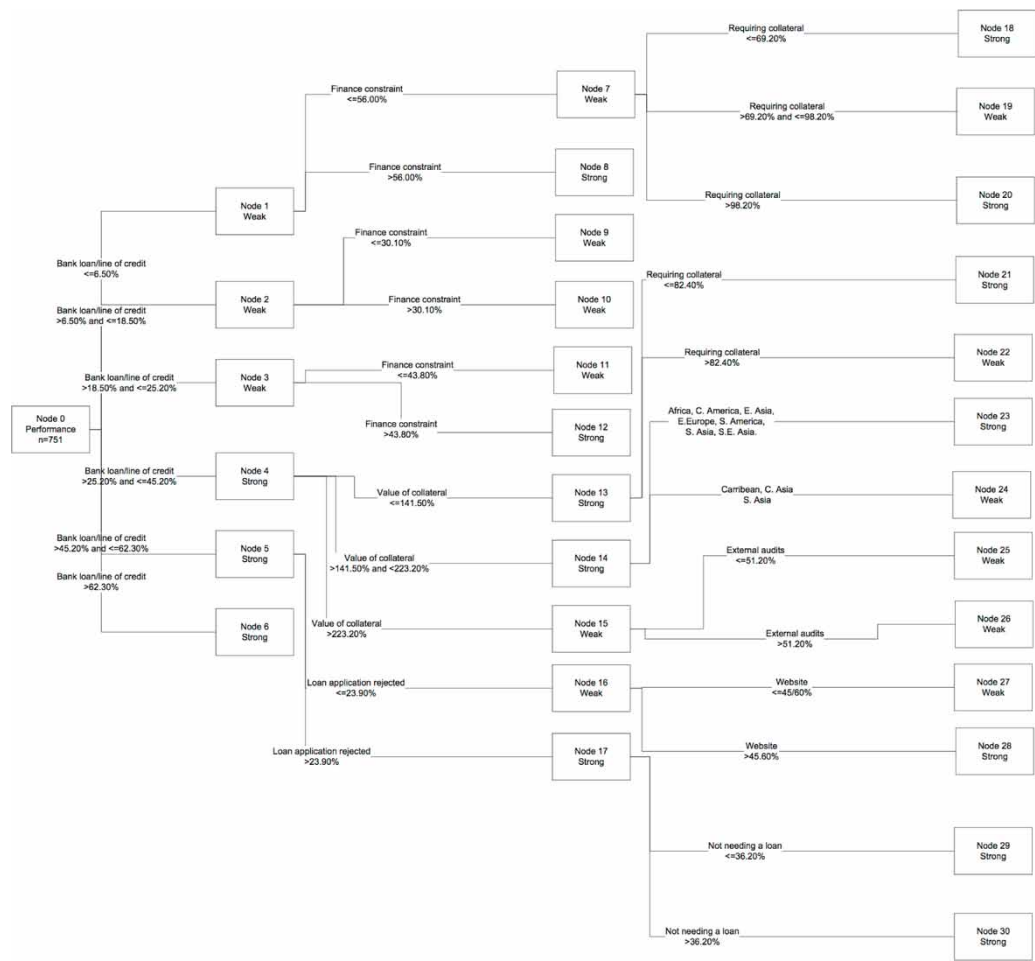 Node 0
Performance
n=751
Bank loan/line of credit
<=6.50%
Bank loan/line of credit
>6.50% and <=18.50%
Bank loan/line of credit
>18.50% and <=25.20%
Bank loan/line of credit
>25.20% and <=45.20%
Bank loan/line of credit
>45.20% and <=62.30%
Bank loan/line of credit
>62.30%
Node 1
Weak
Node 2
Weak
Node 3
Weak
Node 4
Strong
Node 5
Strong
Node 6
Strong
Finance constraint
<=56.00%
Finance constraint
>56.00%
Finance constraint
<=30.10%
Finance constraint
>30.10%
Finance constraint
<=43.80%
Finance constraint
>43.80%
Value of collateral
<=141.50%
Value of collateral
>141.50% and <223.20%
Value of collateral
>223.20%
Loan application rejected
<=23.90%
Loan application rejected
>23.90%
Node 7
Weak
Node 8
Strong
Node 9
Weak
Node 10
Weak
Node 11
Weak
Node 12
Strong
Node 13
Strong
Node 14
Strong
Node 15
Weak
Node 16
Weak
Node 17
Strong
Requiring collateral
<=69.20%
Requiring collateral
>69.20% and <=98.20%
Requiring collateral
>98.20%
Requiring collateral
<=82.40%
Requiring collateral
>82.40%
Africa, C. America, E. Asia,
E.Europe, S. America,
S. Asia, S.E. Asia.
Carribean, C. Asia
S. Asia
External audits
<=51.20%
External audits
>51.20%
Website
<=45/60%
Website
>45.60%
Not needing a loan
<=36.20%
Not needing a loan
>36.20%
Node 18
Strong
Node 19
Weak
Node 20
Strong
Node 21
Strong
Node 22
Weak
Node 23
Strong
Node 24
Weak
Node 25
Weak
Node 26
Weak
Node 27
Weak
Node 28
Strong
Node 29
Strong
Node 30
Strong